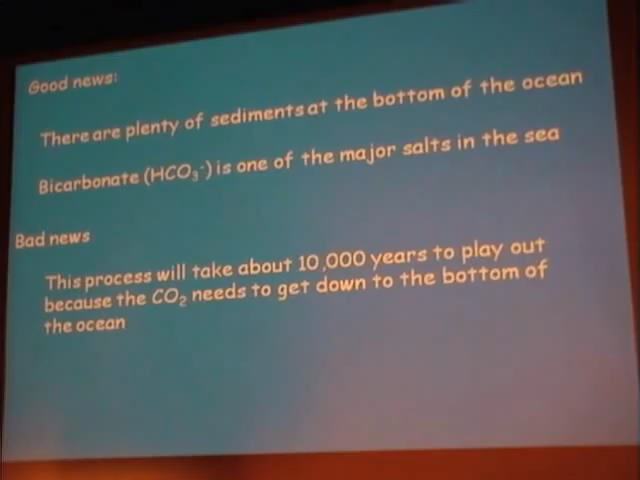 Good news:
There are plenty of sediments at the bottom of the ocean
Bicarbonate (HCO₃⁻) is one of the major salts in the sea
Bad news
This process will take about 10,000 years to play out
because the CO₂ needs to get down to the bottom of
the ocean